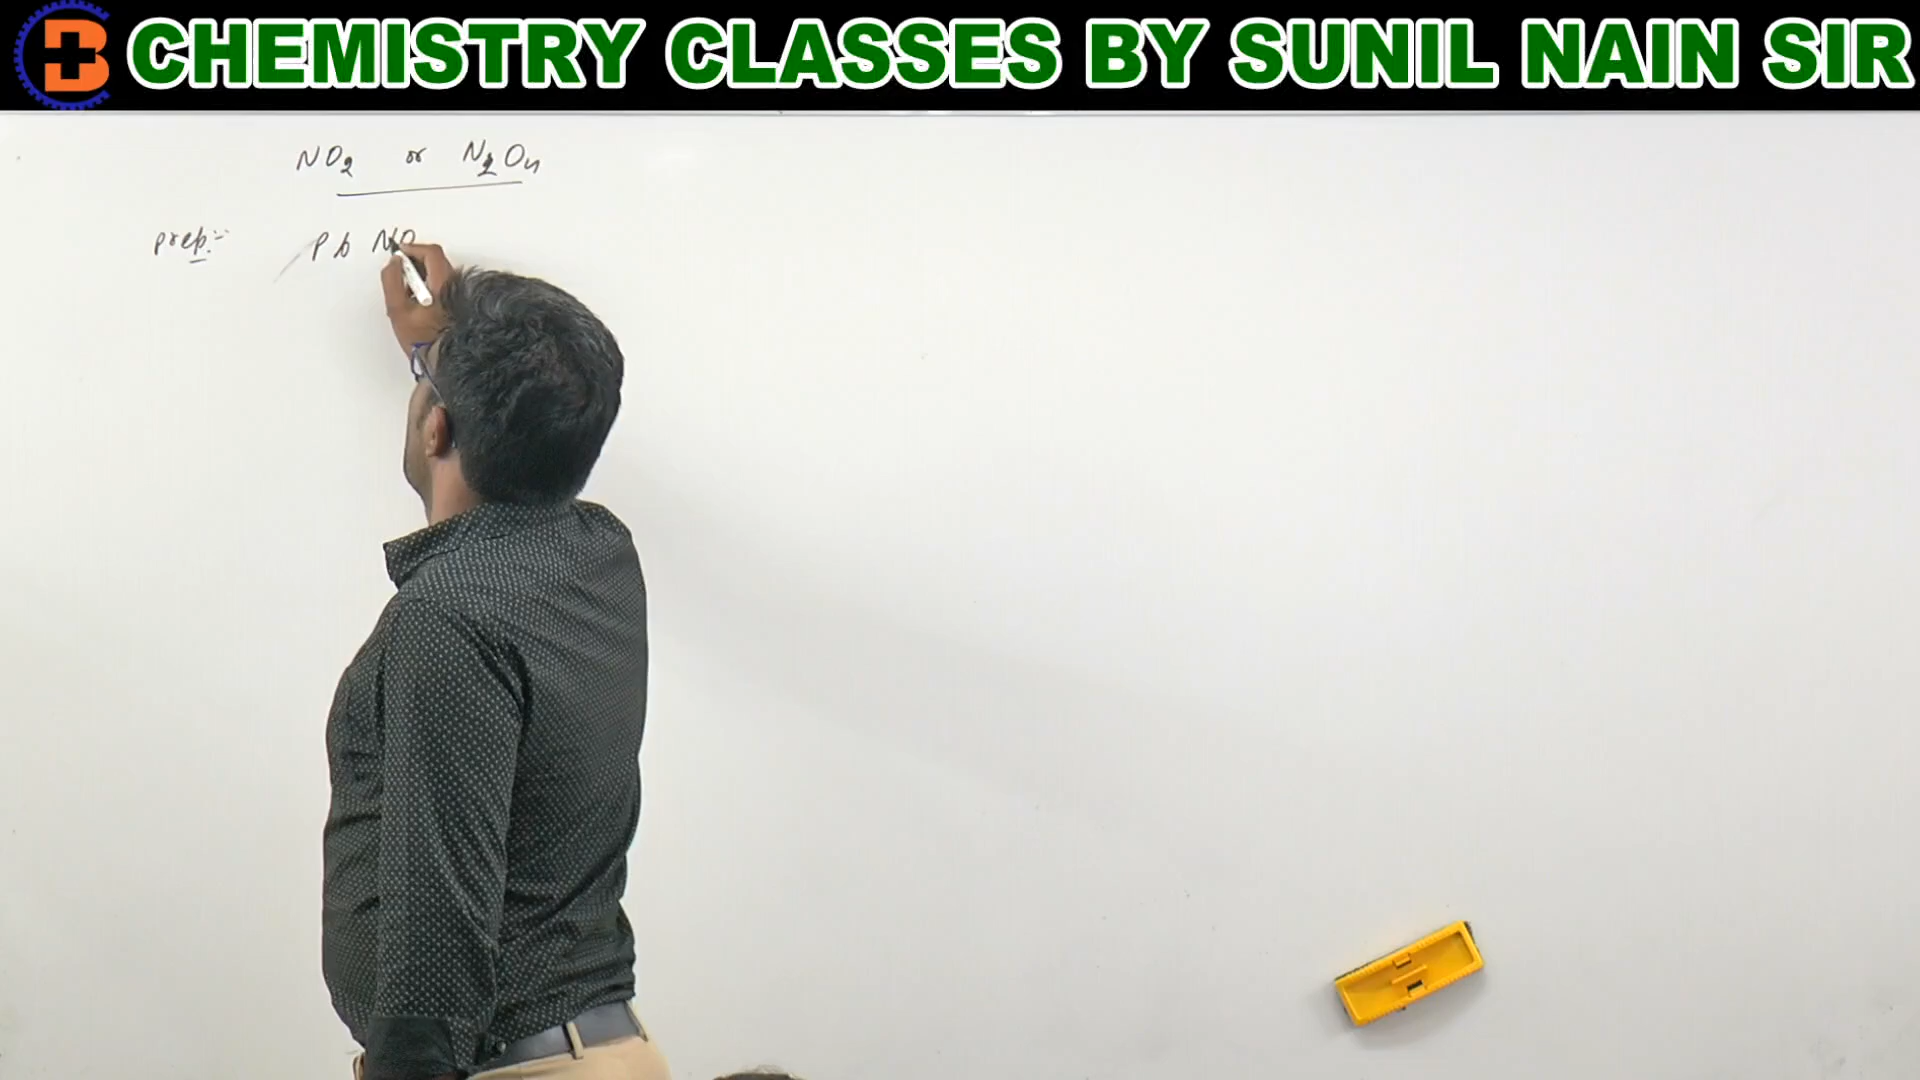 CHEMISTRY CLASSES BY SUNIL NAIN SIR
NO2 or N2O4
prep:- Pb NO